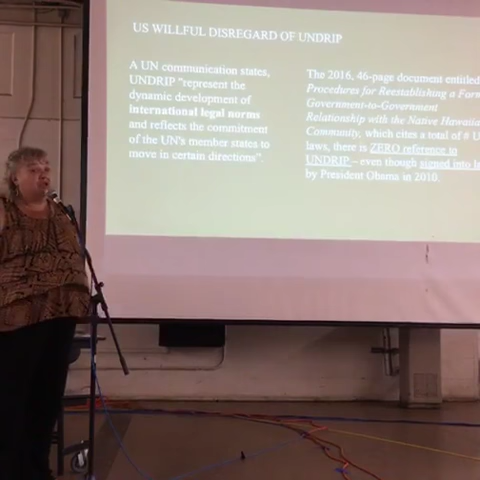 US WILLFUL DISREGARD OF UNDRIP
A UN communication states,
UNDRIP "represent the
dynamic development of
international legal norms
and reflects the commitment
of the UN's member states to
move in certain directions".
The 2016, 46-page document entitled
Procedures for Reestablishing a Form
Government-to-Government
Relationship with the Native Hawaiia
Community, which cites a total of # U
laws, there is ZERO reference to
UNDRIP – even though signed into la
by President Obama in 2010.